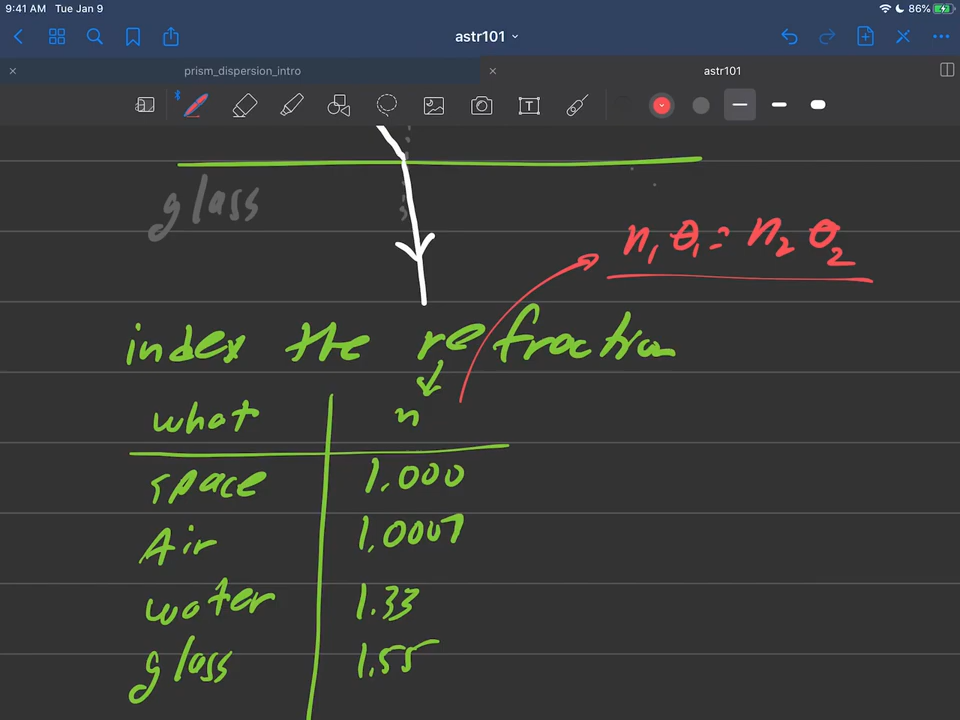 9:41 AM Tue Jan 9
86%
astr101
prism_dispersion_intro
astr101
T
glass
n₁ θ₁ = n₂ θ₂
index the refraction
what n
space 1.000
Air 1.0007
water 1.33
glass 1.55